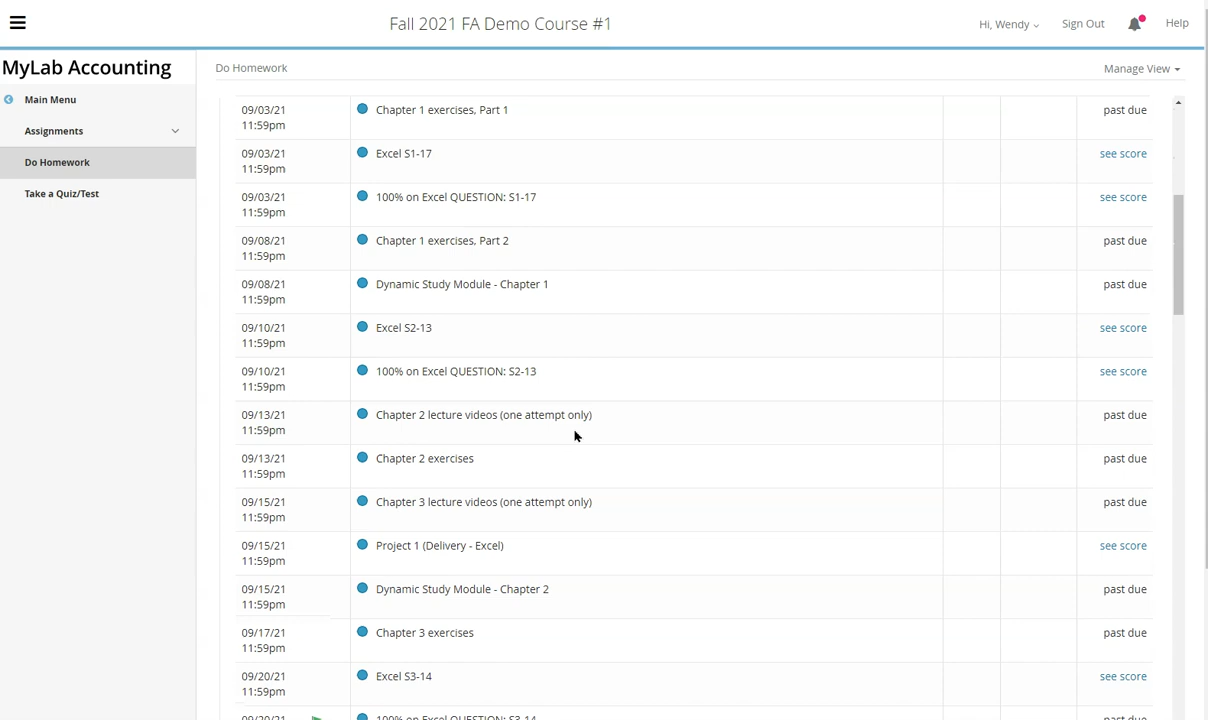 Fall 2021 FA Demo Course #1
Hi, Wendy
Sign Out
Help
MyLab Accounting
Do Homework
Manage View
Main Menu
Assignments
Do Homework
Take a Quiz/Test
09/03/21 Chapter 1 exercises, Part 1 past due
11:59pm
09/03/21 Excel S1-17 see score
11:59pm
09/03/21 100% on Excel QUESTION: S1-17 see score
11:59pm
09/08/21 Chapter 1 exercises, Part 2 past due
11:59pm
09/08/21 Dynamic Study Module - Chapter 1 past due
11:59pm
09/10/21 Excel S2-13 see score
11:59pm
09/10/21 100% on Excel QUESTION: S2-13 see score
11:59pm
09/13/21 Chapter 2 lecture videos (one attempt only) past due
11:59pm
09/13/21 Chapter 2 exercises past due
11:59pm
09/15/21 Chapter 3 lecture videos (one attempt only) past due
11:59pm
09/15/21 Project 1 (Delivery - Excel) see score
11:59pm
09/15/21 Dynamic Study Module - Chapter 2 past due
11:59pm
09/17/21 Chapter 3 exercises past due
11:59pm
09/20/21 Excel S3-14 see score
11:59pm
09/20/21 100% on Excel QUESTION: S3-14